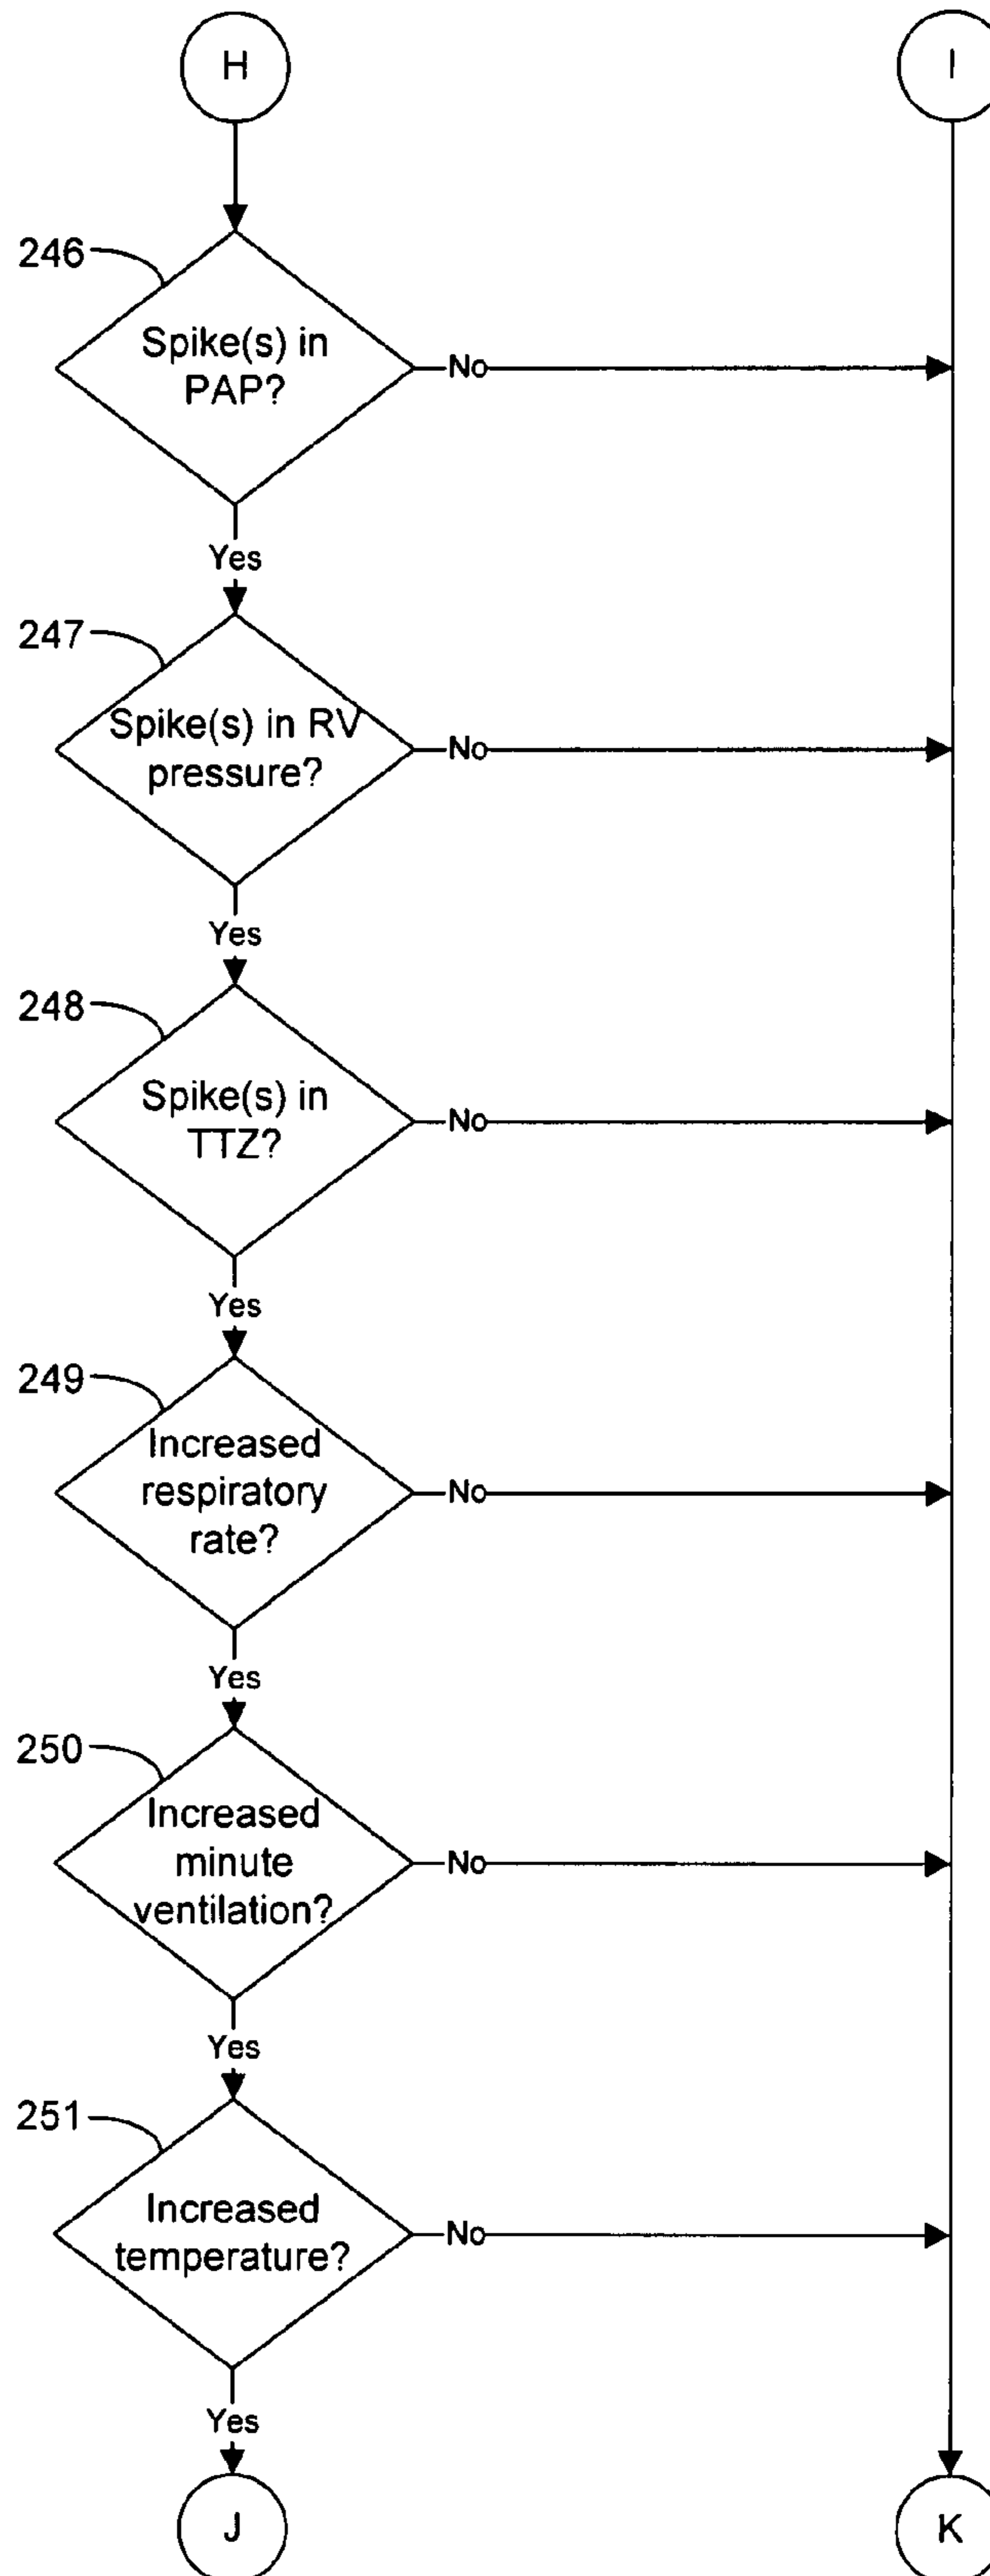 H
I
246
Spike(s) in
PAP?
No
Yes
247
Spike(s) in RV
pressure?
No
Yes
248
Spike(s) in
TTZ?
No
Yes
249
Increased
respiratory
rate?
No
Yes
250
Increased
minute
ventilation?
No
Yes
251
Increased
temperature?
No
Yes
J
K